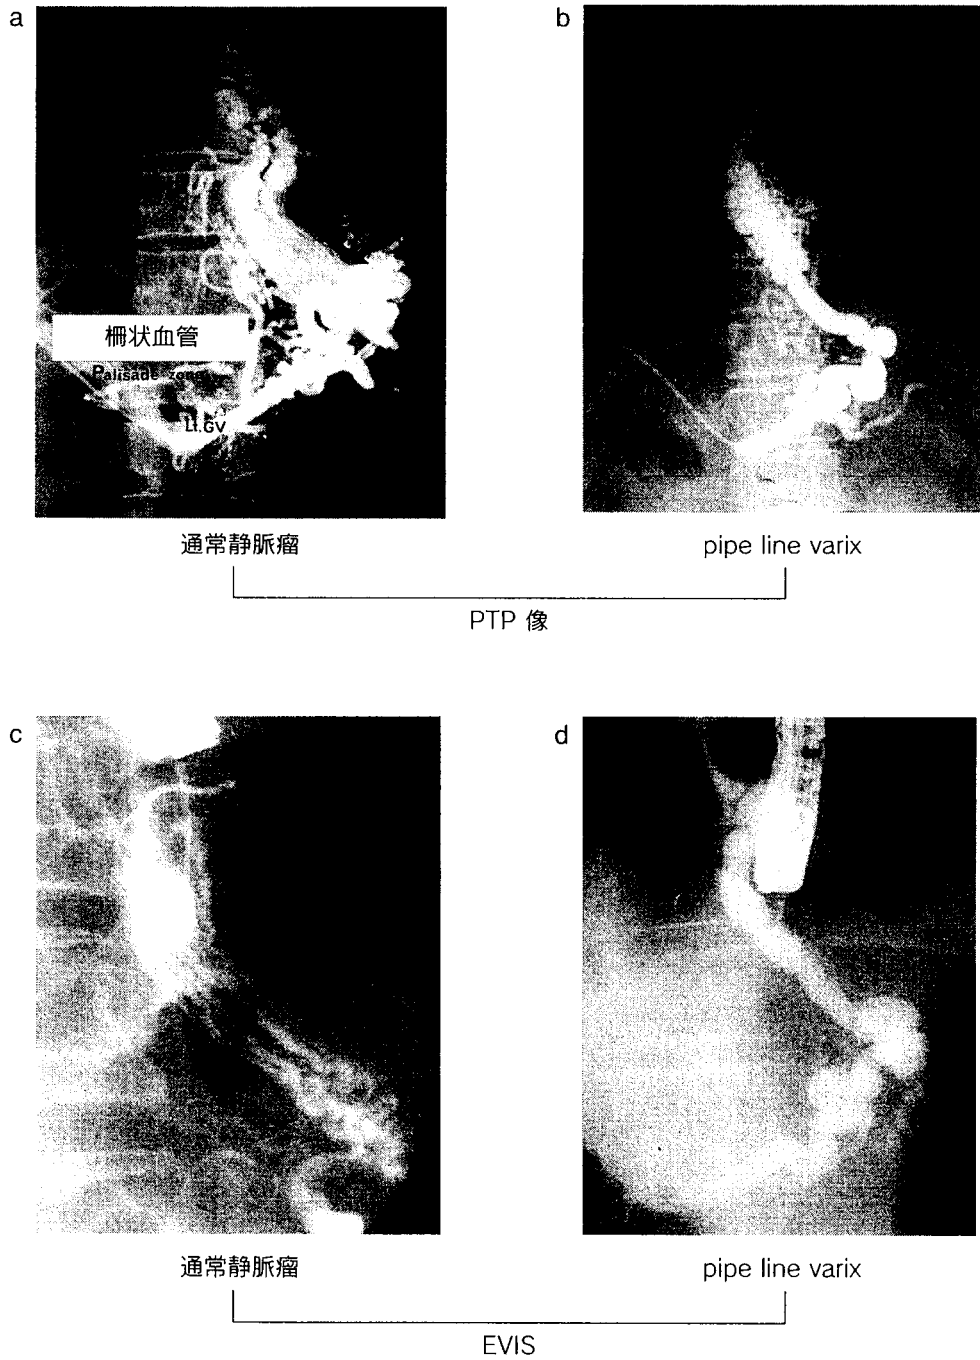 a
b
柵状血管
Palisade zone
Lt.GV
通常静脈瘤
pipe line varix
PTP 像
c
d
通常静脈瘤
pipe line varix
EVIS